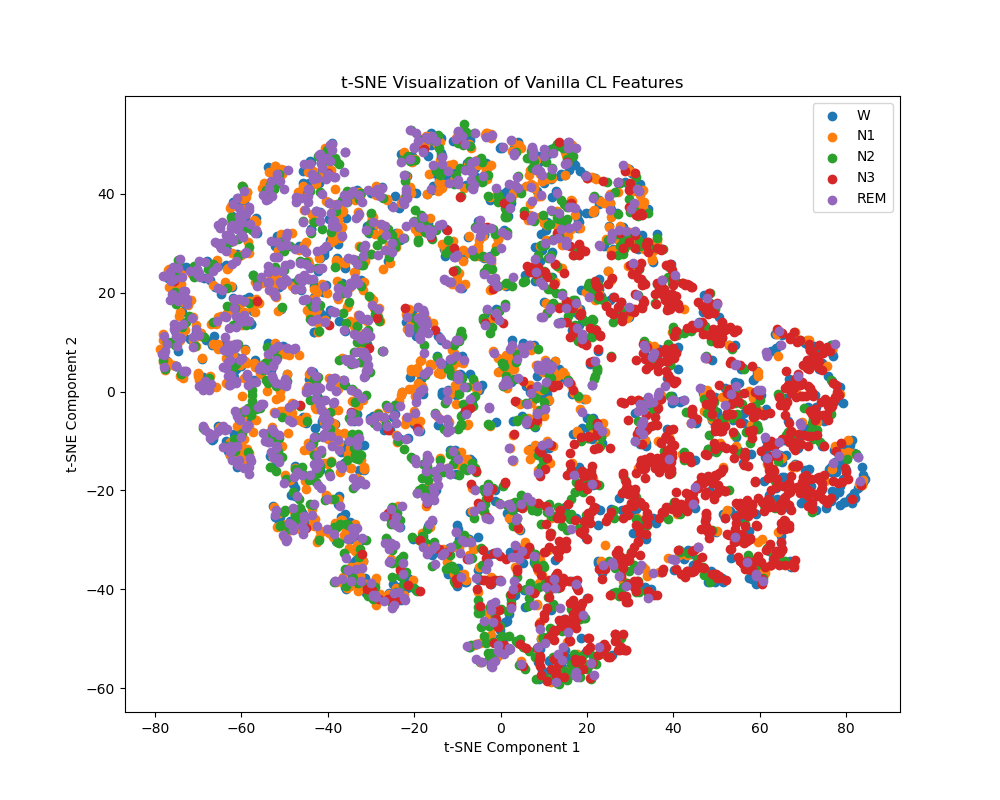 t-SNE Visualization of Vanilla CL Features
W
N1
N2
N3
REM
40
20
0
−20
−40
−60
t-SNE Component 2
−80
−60
−40
−20
0
20
40
60
80
t-SNE Component 1